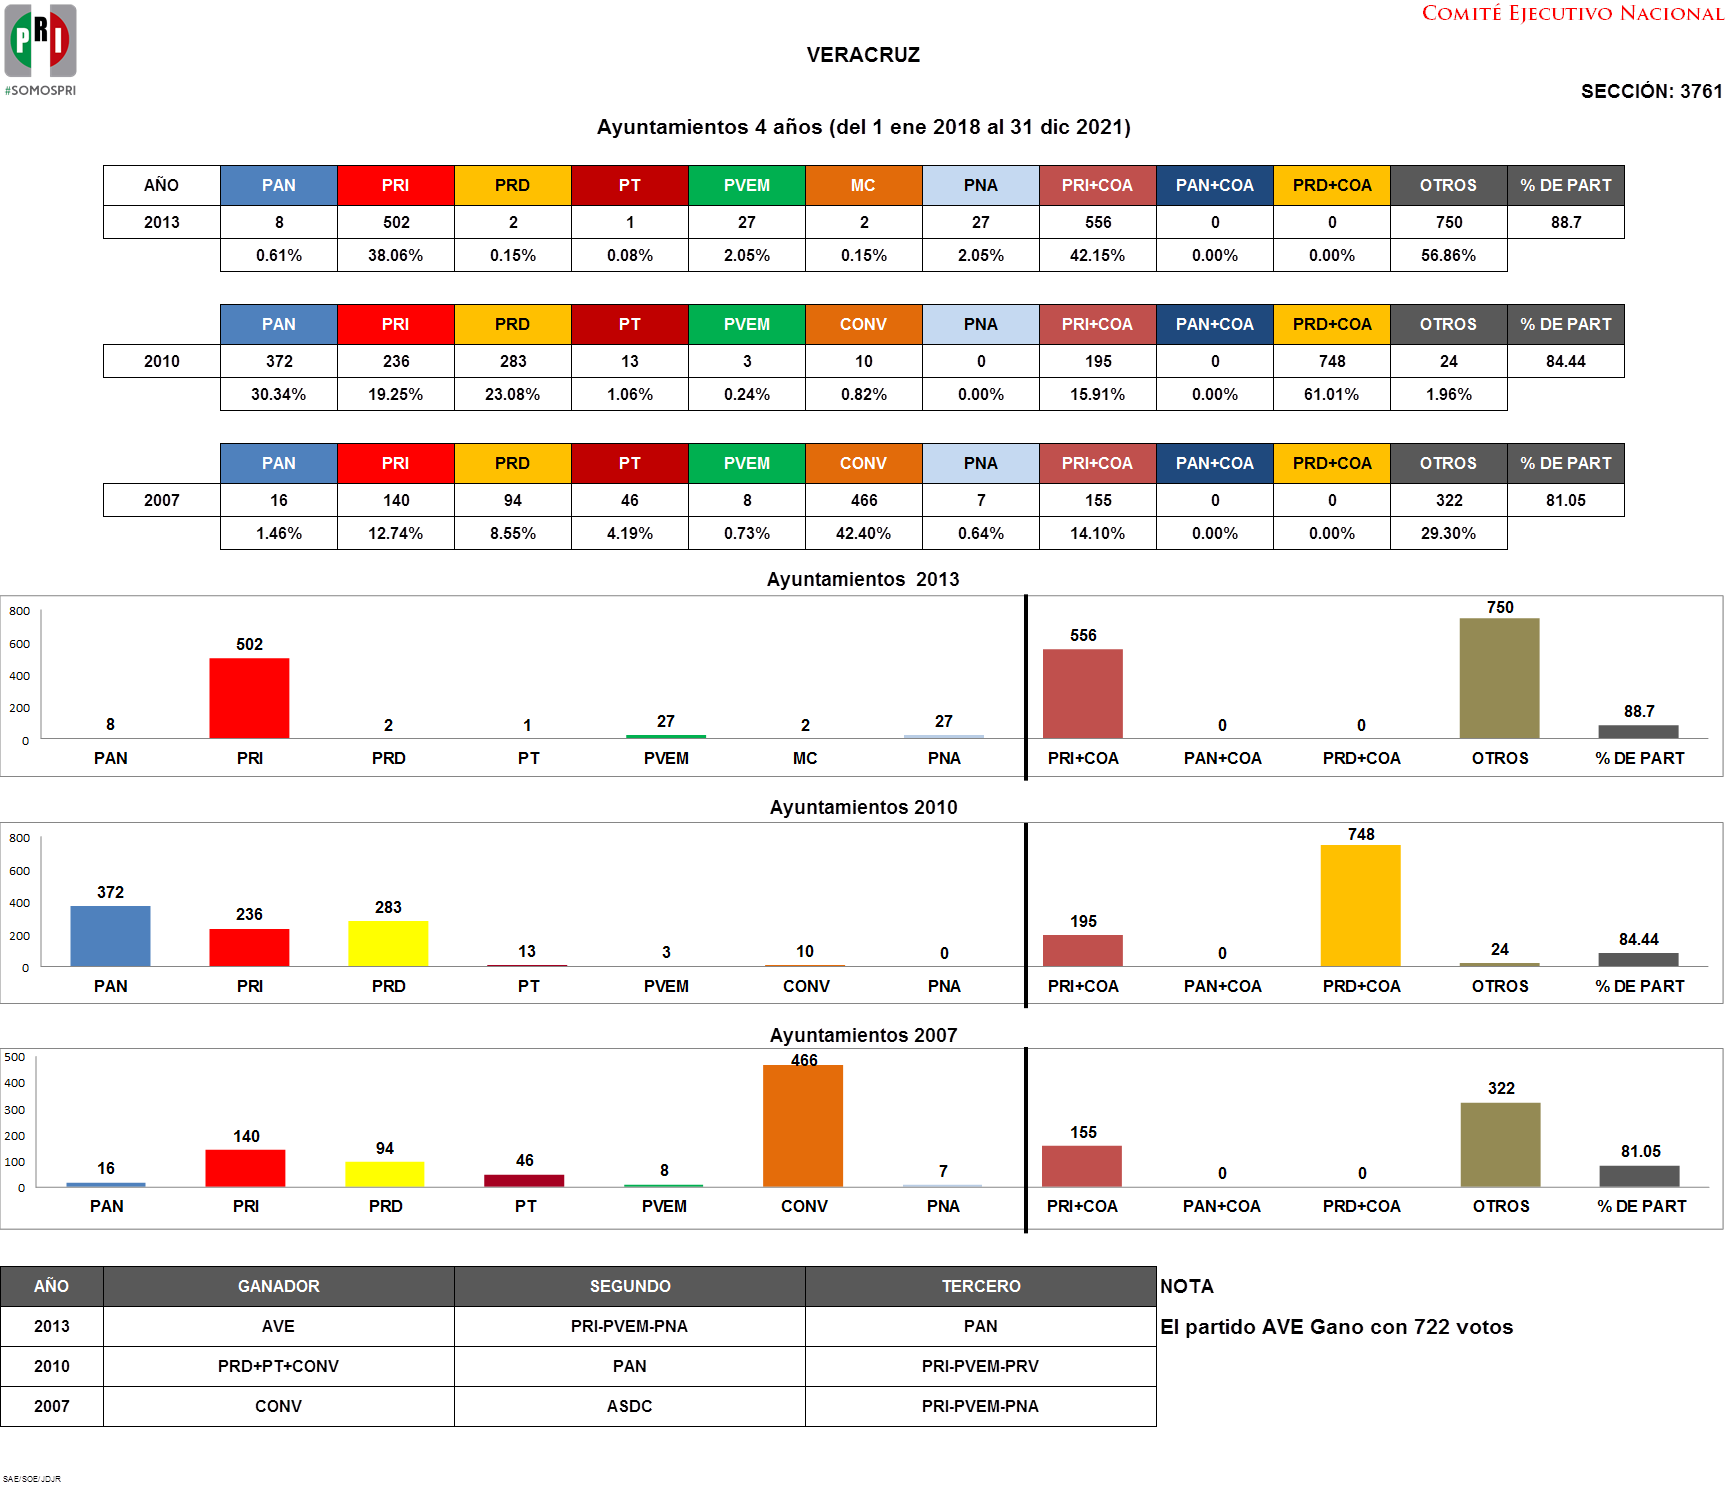 PRI
#SOMOSPRI
COMITÉ EJECUTIVO NACIONAL
VERACRUZ
SECCIÓN: 3761
Ayuntamientos 4 años (del 1 ene 2018 al 31 dic 2021)
AÑO PAN PRI PRD PT PVEM MC PNA PRI+COA PAN+COA PRD+COA OTROS % DE PART
2013 8 502 2 1 27 2 27 556 0 0 750 88.7
0.61% 38.06% 0.15% 0.08% 2.05% 0.15% 2.05% 42.15% 0.00% 0.00% 56.86%
PAN PRI PRD PT PVEM CONV PNA PRI+COA PAN+COA PRD+COA OTROS % DE PART
2010 372 236 283 13 3 10 0 195 0 748 24 84.44
30.34% 19.25% 23.08% 1.06% 0.24% 0.82% 0.00% 15.91% 0.00% 61.01% 1.96%
PAN PRI PRD PT PVEM CONV PNA PRI+COA PAN+COA PRD+COA OTROS % DE PART
2007 16 140 94 46 8 466 7 155 0 0 322 81.05
1.46% 12.74% 8.55% 4.19% 0.73% 42.40% 0.64% 14.10% 0.00% 0.00% 29.30%
Ayuntamientos 2013
800
600
400
200
0
8 502 2 1 27 2 27 556 0 0 750 88.7
PAN PRI PRD PT PVEM MC PNA PRI+COA PAN+COA PRD+COA OTROS % DE PART
Ayuntamientos 2010
800
600
400
200
0
372 236 283 13 3 10 0 195 0 748 24 84.44
PAN PRI PRD PT PVEM CONV PNA PRI+COA PAN+COA PRD+COA OTROS % DE PART
Ayuntamientos 2007
500
400
300
200
100
0
16 140 94 46 8 466 7 155 0 0 322 81.05
PAN PRI PRD PT PVEM CONV PNA PRI+COA PAN+COA PRD+COA OTROS % DE PART
AÑO GANADOR SEGUNDO TERCERO NOTA
2013 AVE PRI-PVEM-PNA PAN El partido AVE Gano con 722 votos
2010 PRD+PT+CONV PAN PRI-PVEM-PRV
2007 CONV ASDC PRI-PVEM-PNA
SAE/SOE/JDJR